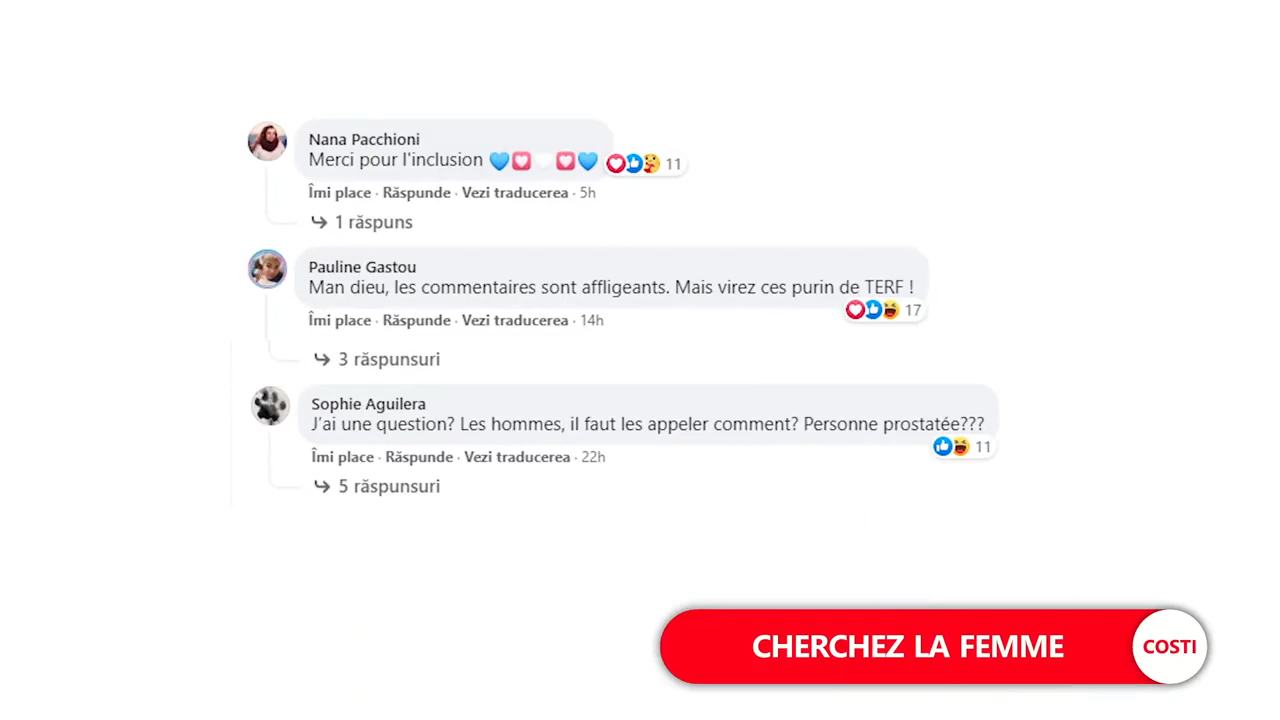 Nana Pacchioni
Merci pour l'inclusion 💙💟🤍💟💙 11
Îmi place · Răspunde · Vezi traducerea · 5h
1 răspuns
Pauline Gastou
Man dieu, les commentaires sont affligeants. Mais virez ces purin de TERF !
17
Îmi place · Răspunde · Vezi traducerea · 14h
3 răspunsuri
Sophie Aguilera
J'ai une question? Les hommes, il faut les appeler comment? Personne prostatée???
11
Îmi place · Răspunde · Vezi traducerea · 22h
5 răspunsuri
CHERCHEZ LA FEMME
COSTI